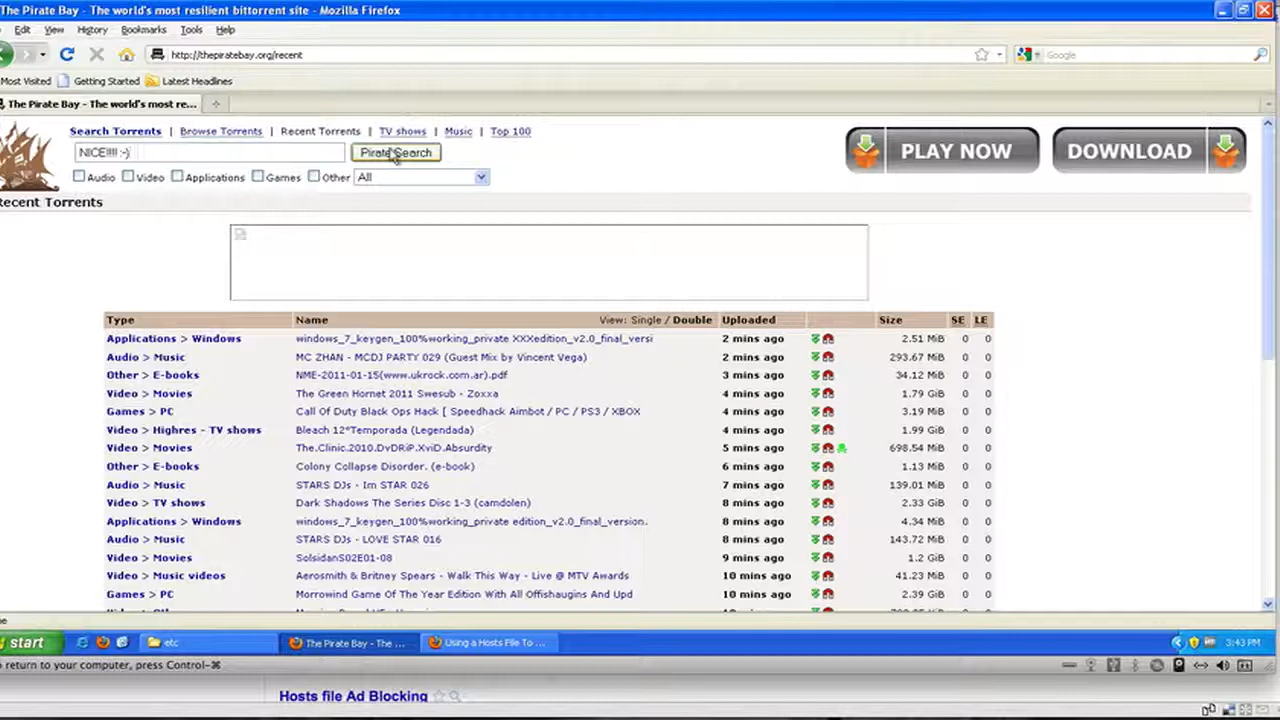 The Pirate Bay - The world's most resilient bittorrent site - Mozilla Firefox
Edit View History Bookmarks Tools Help
http://thepiratebay.org/recent Google
Most Visited Getting Started Latest Headlines
The Pirate Bay - The world's most re...
Search Torrents | Browse Torrents | Recent Torrents | TV shows | Music | Top 100
NICE!!!! :-) Pirate Search
PLAY NOW DOWNLOAD
Audio Video Applications Games Other All
Recent Torrents
Type Name View: Single / Double Uploaded Size SE LE
Applications > Windows windows_7_keygen_100%working_private XXXedition_v2.0_final_versi 2 mins ago 2.51 MiB 0 0
Audio > Music MC ZHAN - MCDJ PARTY 029 (Guest Mix by Vincent Vega) 2 mins ago 293.67 MiB 0 0
Other > E-books NME-2011-01-15(www.ukrock.com.ar).pdf 3 mins ago 34.12 MiB 0 0
Video > Movies The Green Hornet 2011 Swesub - Zoxxa 4 mins ago 1.79 GiB 0 0
Games > PC Call Of Duty Black Ops Hack [ Speedhack Aimbot / PC / PS3 / XBOX 4 mins ago 3.19 MiB 0 0
Video > Highres - TV shows Bleach 12°Temporada (Legendada) 4 mins ago 1.99 GiB 0 0
Video > Movies The.Clinic.2010.DvDRiP.XviD.Absurdity 5 mins ago 698.54 MiB 0 0
Other > E-books Colony Collapse Disorder. (e-book) 6 mins ago 1.13 MiB 0 0
Audio > Music STARS DJs - Im STAR 026 7 mins ago 139.01 MiB 0 0
Video > TV shows Dark Shadows The Series Disc 1-3 (camdolen) 8 mins ago 2.33 GiB 0 0
Applications > Windows windows_7_keygen_100%working_private edition_v2.0_final_version. 8 mins ago 4.34 MiB 0 0
Audio > Music STARS DJs - LOVE STAR 016 8 mins ago 143.72 MiB 0 0
Video > Movies SolsidanS02E01-08 9 mins ago 1.2 GiB 0 0
Video > Music videos Aerosmith & Britney Spears - Walk This Way - Live @ MTV Awards 10 mins ago 41.23 MiB 0 0
Games > PC Morrowind Game Of The Year Edition With All Offishaugins And Upd 10 mins ago 2.39 GiB 0 0
start etc The Pirate Bay - The ... Using a Hosts File To ... 3:43 PM
o return to your computer, press Control-⌘
Hosts file Ad Blocking